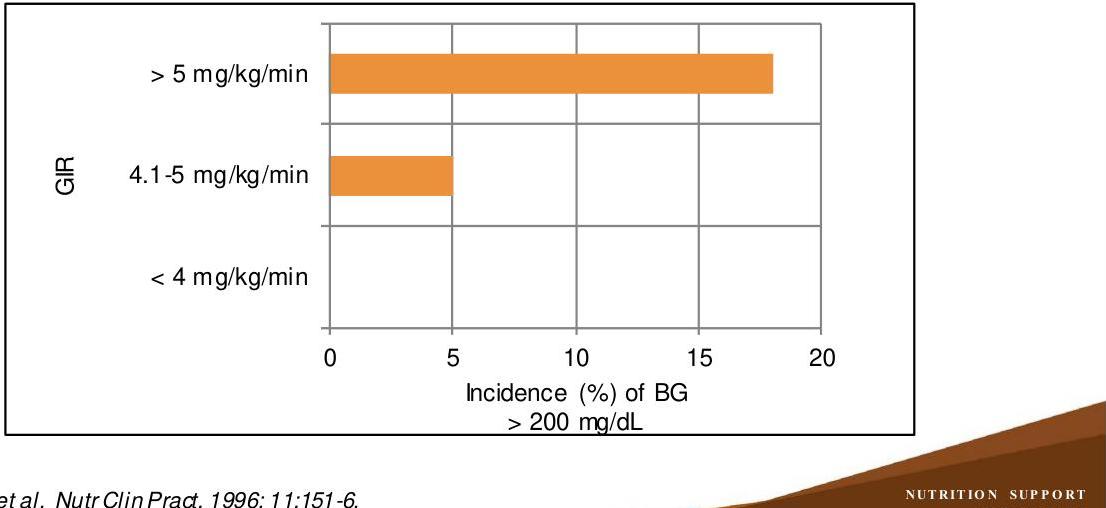 > 5 mg/kg/min
4.1-5 mg/kg/min
GIR
< 4 mg/kg/min
0 5 10 15 20
Incidence (%) of BG
> 200 mg/dL
et al. Nutr Clin Pract. 1996; 11:151-6.
NUTRITION SUPPORT